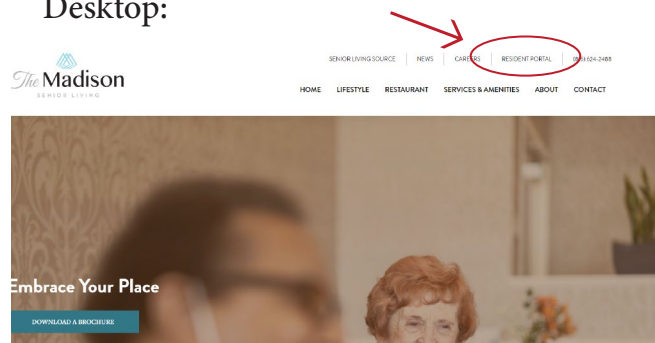 Desktop:
SENIOR LIVING SOURCE | NEWS | CAREERS | RESIDENT PORTAL |
The Madison
SENIOR LIVING
HOME LIFESTYLE RESTAURANT SERVICES & AMENITIES ABOUT CONTACT
Embrace Your Place
DOWNLOAD A BROCHURE